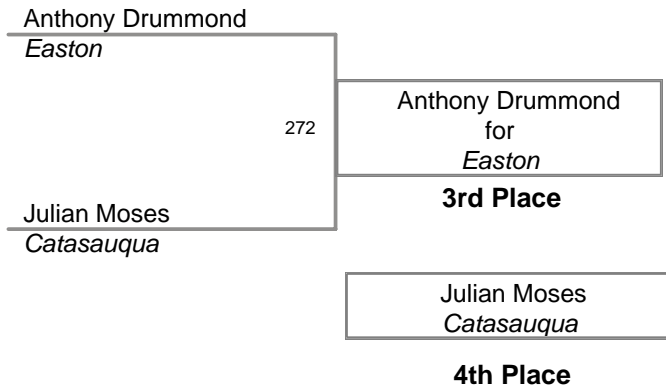 Anthony Drummond
Easton
272
Anthony Drummond
for
Easton
3rd Place
Julian Moses
Catasauqua
Julian Moses
Catasauqua
4th Place